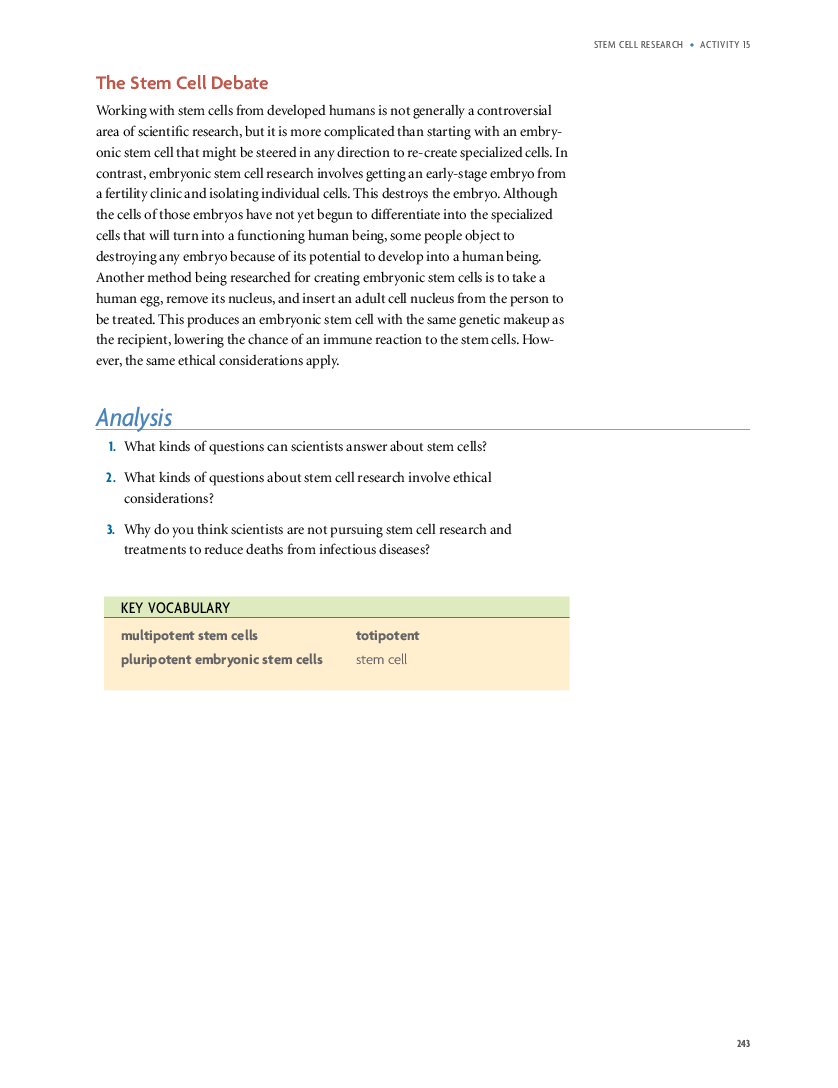 STEM CELL RESEARCH • ACTIVITY 15
The Stem Cell Debate
Working with stem cells from developed humans is not generally a controversial
area of scientific research, but it is more complicated than starting with an embry-
onic stem cell that might be steered in any direction to re-create specialized cells. In
contrast, embryonic stem cell research involves getting an early-stage embryo from
a fertility clinic and isolating individual cells. This destroys the embryo. Although
the cells of those embryos have not yet begun to differentiate into the specialized
cells that will turn into a functioning human being, some people object to
destroying any embryo because of its potential to develop into a human being.
Another method being researched for creating embryonic stem cells is to take a
human egg, remove its nucleus, and insert an adult cell nucleus from the person to
be treated. This produces an embryonic stem cell with the same genetic makeup as
the recipient, lowering the chance of an immune reaction to the stem cells. How-
ever, the same ethical considerations apply.
Analysis
1. What kinds of questions can scientists answer about stem cells?
2. What kinds of questions about stem cell research involve ethical
considerations?
3. Why do you think scientists are not pursuing stem cell research and
treatments to reduce deaths from infectious diseases?
KEY VOCABULARY
multipotent stem cells
pluripotent embryonic stem cells
totipotent
stem cell
243